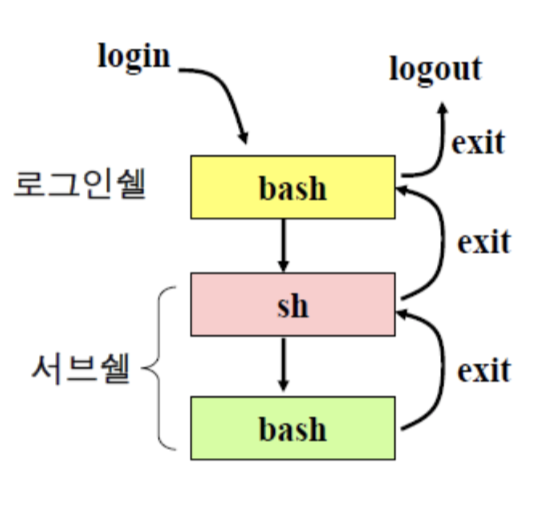 login
logout
exit
로그인쉘
bash
exit
sh
서브쉘
exit
bash